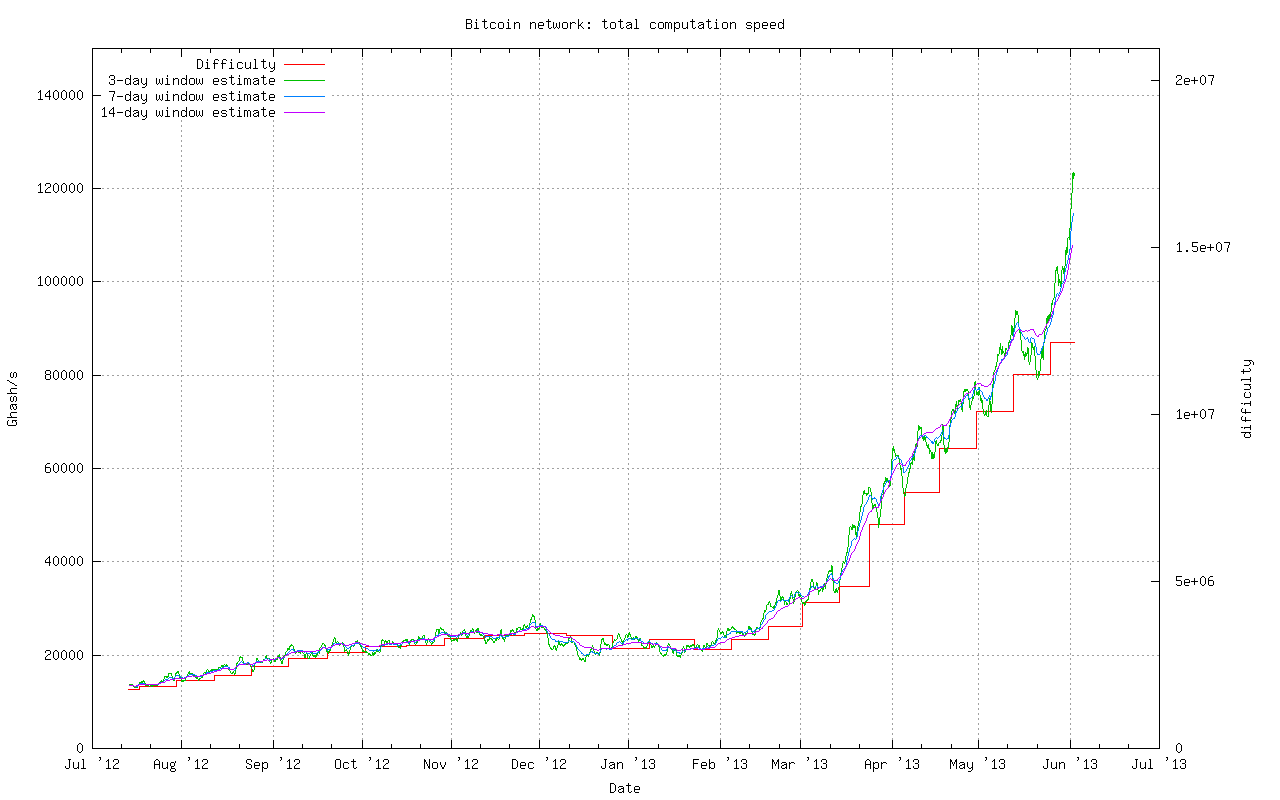 Bitcoin network: total computation speed
Difficulty
3-day window estimate
7-day window estimate
14-day window estimate
140000
120000
100000
80000
60000
40000
20000
0
Ghash/s
2e+07
1.5e+07
1e+07
5e+06
0
difficulty
Jul '12 Aug '12 Sep '12 Oct '12 Nov '12 Dec '12 Jan '13 Feb '13 Mar '13 Apr '13 May '13 Jun '13 Jul '13
Date